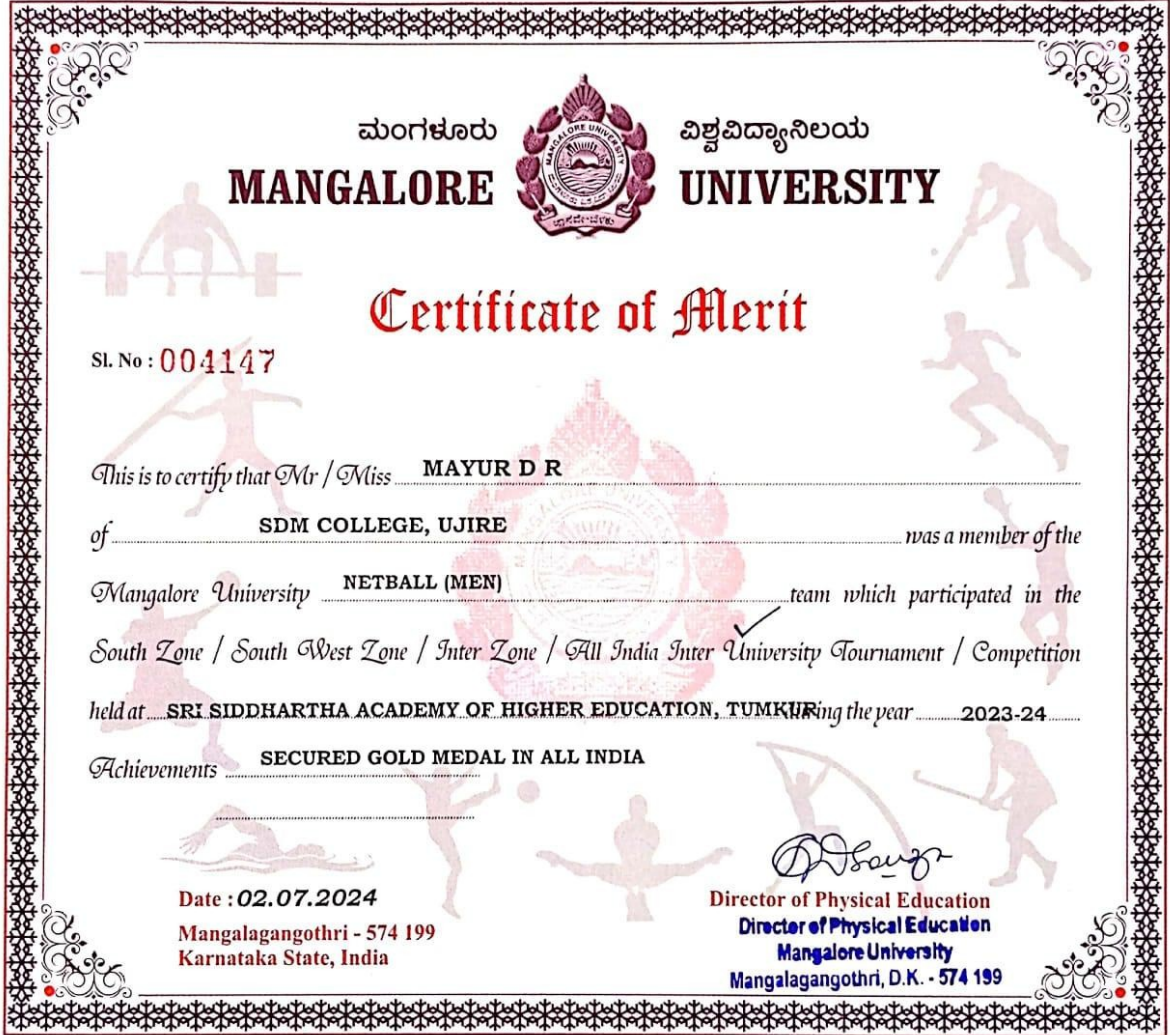 ಮಂಗಳೂರು ವಿಶ್ವವಿದ್ಯಾನಿಲಯ
MANGALORE UNIVERSITY
MANGALORE UNIVERSITY
Certificate of Merit
Sl. No : 004147
This is to certify that Mr / Miss MAYUR D R
of SDM COLLEGE, UJIRE was a member of the
Mangalore University NETBALL (MEN) team which participated in the
South Zone / South West Zone / Inter Zone / All India Inter University Tournament / Competition
held at SRI SIDDHARTHA ACADEMY OF HIGHER EDUCATION, TUMKUR during the year 2023-24
Achievements SECURED GOLD MEDAL IN ALL INDIA
Date : 02.07.2024
Mangalagangothri - 574 199
Karnataka State, India
Director of Physical Education
Director of Physical Education
Mangalore University
Mangalagangothri, D.K. - 574 199